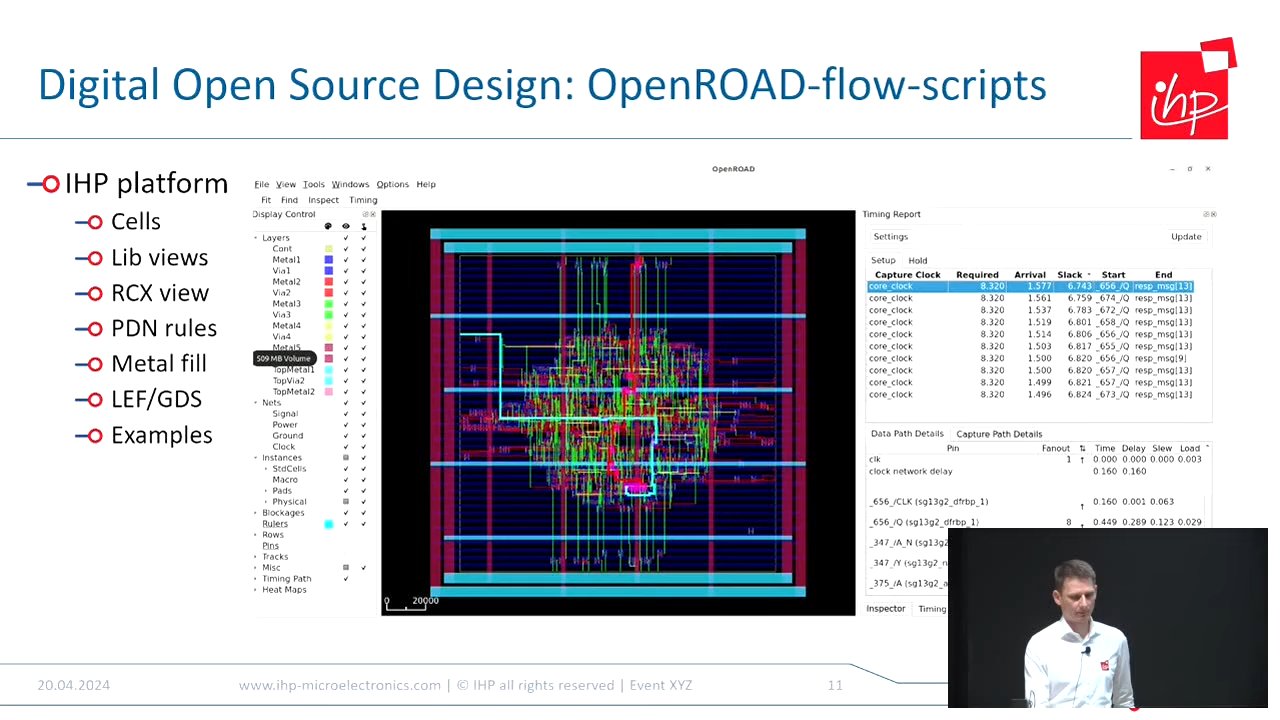 Digital Open Source Design: OpenROAD-flow-scripts
ihp
IHP platform
Cells
Lib views
RCX view
PDN rules
Metal fill
LEF/GDS
Examples
OpenROAD
File View Tools Windows Options Help
Fit Find Inspect Timing
Display Control
Layers
Cont
Metal1
Via1
Metal2
Via2
Metal3
Via3
Metal4
Via4
Metal5
509 MB Volume
TopMetal1
TopVia2
TopMetal2
Nets
Signal
Power
Ground
Clock
Instances
StdCells
Macro
Pads
Physical
Blockages
Rulers
Rows
Pins
Tracks
Misc
Timing Path
Heat Maps
0 20000
Timing Report
Settings Update
Setup Hold
Capture Clock Required Arrival Slack Start End
core_clock 8.320 1.577 6.743 _656_/Q resp_msg[13]
core_clock 8.320 1.561 6.759 _674_/Q resp_msg[13]
core_clock 8.320 1.537 6.783 _672_/Q resp_msg[13]
core_clock 8.320 1.519 6.801 _658_/Q resp_msg[13]
core_clock 8.320 1.514 6.806 _656_/Q resp_msg[13]
core_clock 8.320 1.503 6.817 _655_/Q resp_msg[13]
core_clock 8.320 1.500 6.820 _656_/Q resp_msg[9]
core_clock 8.320 1.500 6.820 _657_/Q resp_msg[13]
core_clock 8.320 1.499 6.821 _657_/Q resp_msg[13]
core_clock 8.320 1.496 6.824 _673_/Q resp_msg[13]
Data Path Details Capture Path Details
Pin Fanout ⇅ Time Delay Slew Load
clk 1 ↑ 0.000 0.000 0.000 0.003
clock network delay 0.160 0.160
_656_/CLK (sg13g2_dfrbp_1) ↑ 0.160 0.001 0.063
_656_/Q (sg13g2_dfrbp_1) 8 ↑ 0.449 0.289 0.123 0.029
_347_/A_N (sg13g2
_347_/Y (sg13g2_n
_375_/A (sg13g2_a
Inspector Timing
20.04.2024
www.ihp-microelectronics.com | © IHP all rights reserved | Event XYZ
11